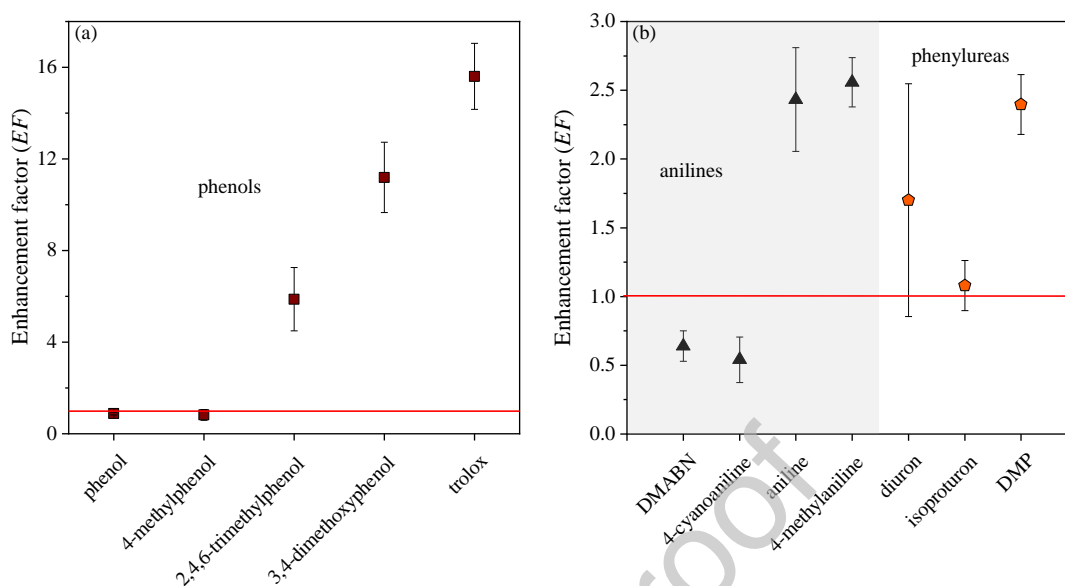 (a)
Enhancement factor (EF)
16
12
8
4
0
phenols
phenol
4-methylphenol
2,4,6-trimethylphenol
3,4-dimethoxyphenol
trolox
(b)
Enhancement factor (EF)
3.0
2.5
2.0
1.5
1.0
0.5
0.0
phenylureas
anilines
DMABN
4-cyanoaniline
aniline
4-methylaniline
diuron
isoproturon
DMP
roof